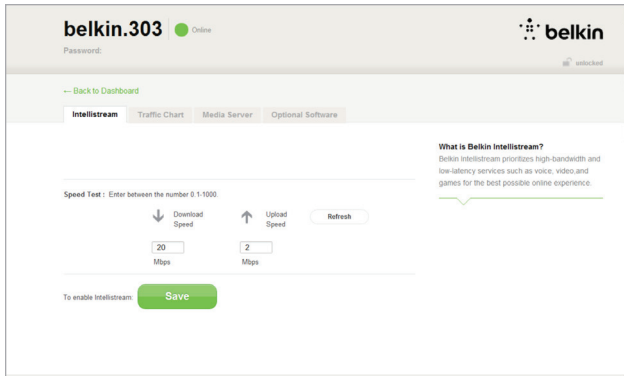 belkin.303 Online
Password:
belkin
unlocked
← Back to Dashboard
Intellistream Traffic Chart Media Server Optional Software
What is Belkin Intellistream?
Belkin Intellistream prioritizes high-bandwidth and
low-latency services such as voice, video,and
games for the best possible online experience.
Speed Test : Enter between the number 0.1-1000.
Download
Speed
Upload
Speed
Refresh
20
2
Mbps
Mbps
To enable Intellistream:
Save